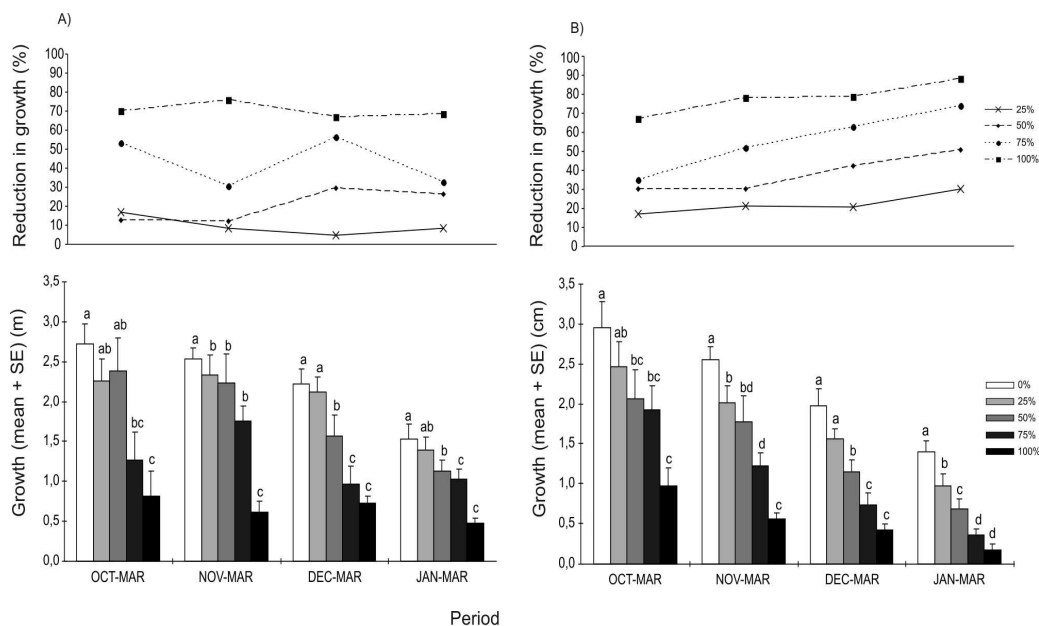 A)
Reduction in growth (%)
100
90
80
70
60
50
40
30
20
10
0
B)
Reduction in growth (%)
100
90
80
70
60
50
40
30
20
10
0
25%
50%
75%
100%
Growth (mean + SE) (m)
3,5
3,0
2,5
2,0
1,5
1,0
0,5
0,0
a ab ab bc c
a b b b c
a a b c c
a a b c c
OCT-MAR NOV-MAR DEC-MAR JAN-MAR
Growth (mean + SE) (cm)
3,5
3,0
2,5
2,0
1,5
1,0
0,5
0,0
a ab bc bc c
a b bd d c
a a b c c
a b c d d
OCT-MAR NOV-MAR DEC-MAR JAN-MAR
0%
25%
50%
75%
100%
Period